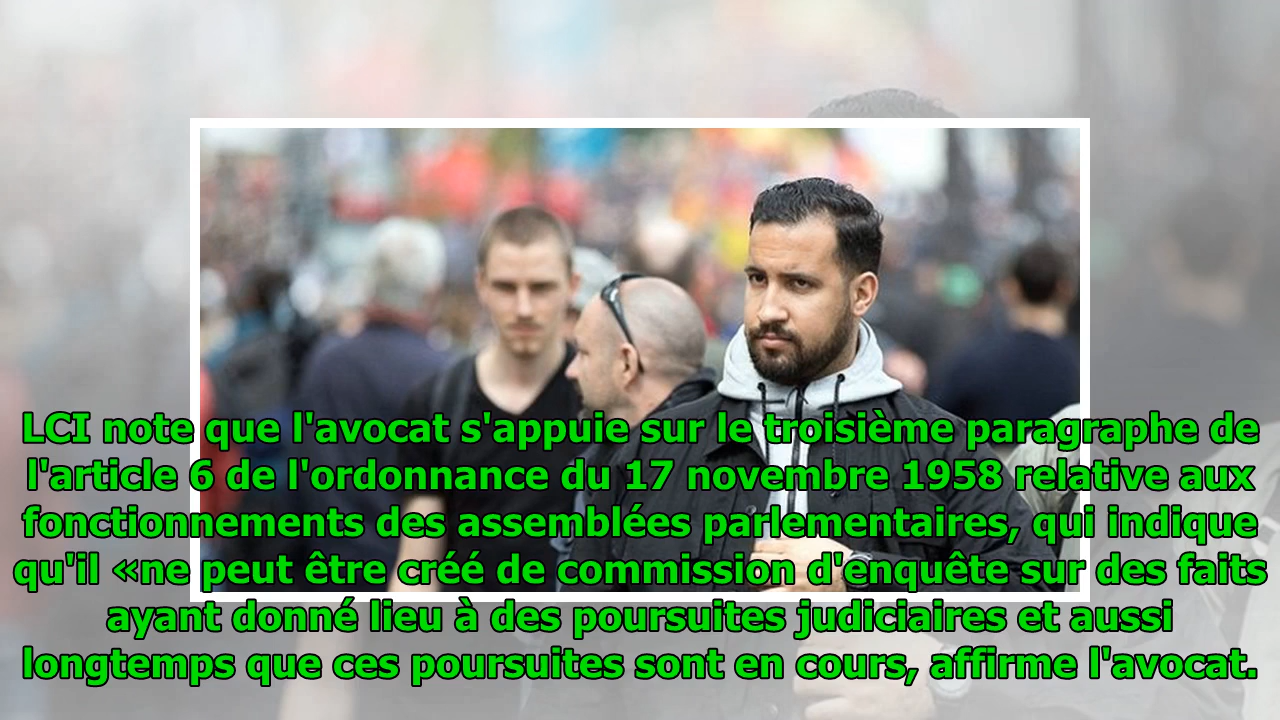 LCI note que l'avocat s'appuie sur le troisième paragraphe de
l'article 6 de l'ordonnance du 17 novembre 1958 relative aux
fonctionnements des assemblées parlementaires, qui indique
qu'il «ne peut être créé de commission d'enquête sur des faits
ayant donné lieu à des poursuites judiciaires et aussi
longtemps que ces poursuites sont en cours, affirme l'avocat.